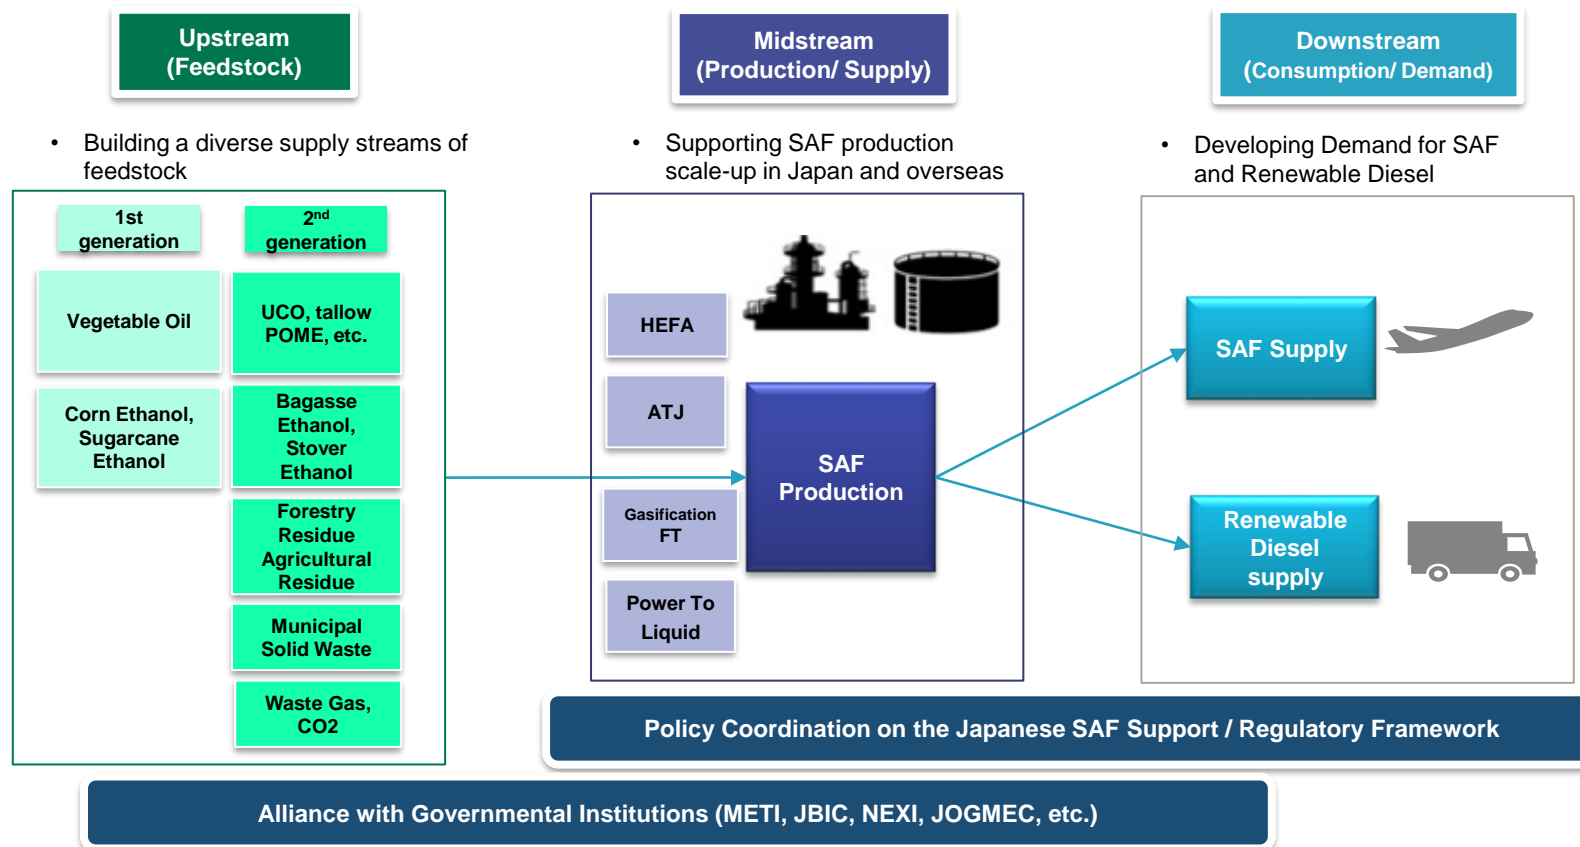 Upstream
(Feedstock)
Midstream
(Production/ Supply)
Downstream
(Consumption/ Demand)
• Building a diverse supply streams of
feedstock
• Supporting SAF production
scale-up in Japan and overseas
• Developing Demand for SAF
and Renewable Diesel
1st
generation
2nd
generation
Vegetable Oil
UCO, tallow
POME, etc.
Corn Ethanol,
Sugarcane
Ethanol
Bagasse
Ethanol,
Stover
Ethanol
Forestry
Residue
Agricultural
Residue
Municipal
Solid Waste
Waste Gas,
CO2
HEFA
ATJ
Gasification
FT
Power To
Liquid
SAF
Production
SAF Supply
Renewable
Diesel
supply
Policy Coordination on the Japanese SAF Support / Regulatory Framework
Alliance with Governmental Institutions (METI, JBIC, NEXI, JOGMEC, etc.)